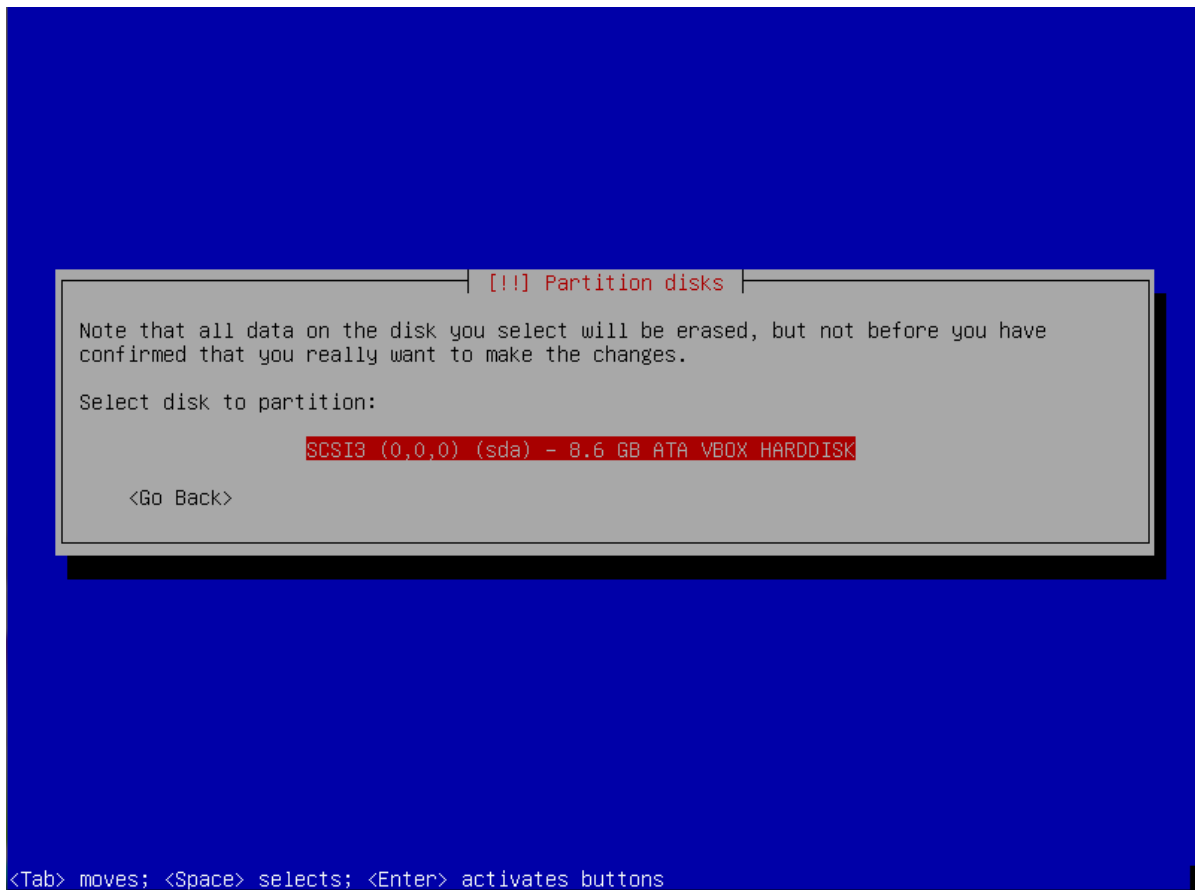 [!!] Partition disks
Note that all data on the disk you select will be erased, but not before you have
confirmed that you really want to make the changes.
Select disk to partition:
SCSI3 (0,0,0) (sda) - 8.6 GB ATA VBOX HARDDISK
<Go Back>
<Tab> moves; <Space> selects; <Enter> activates buttons